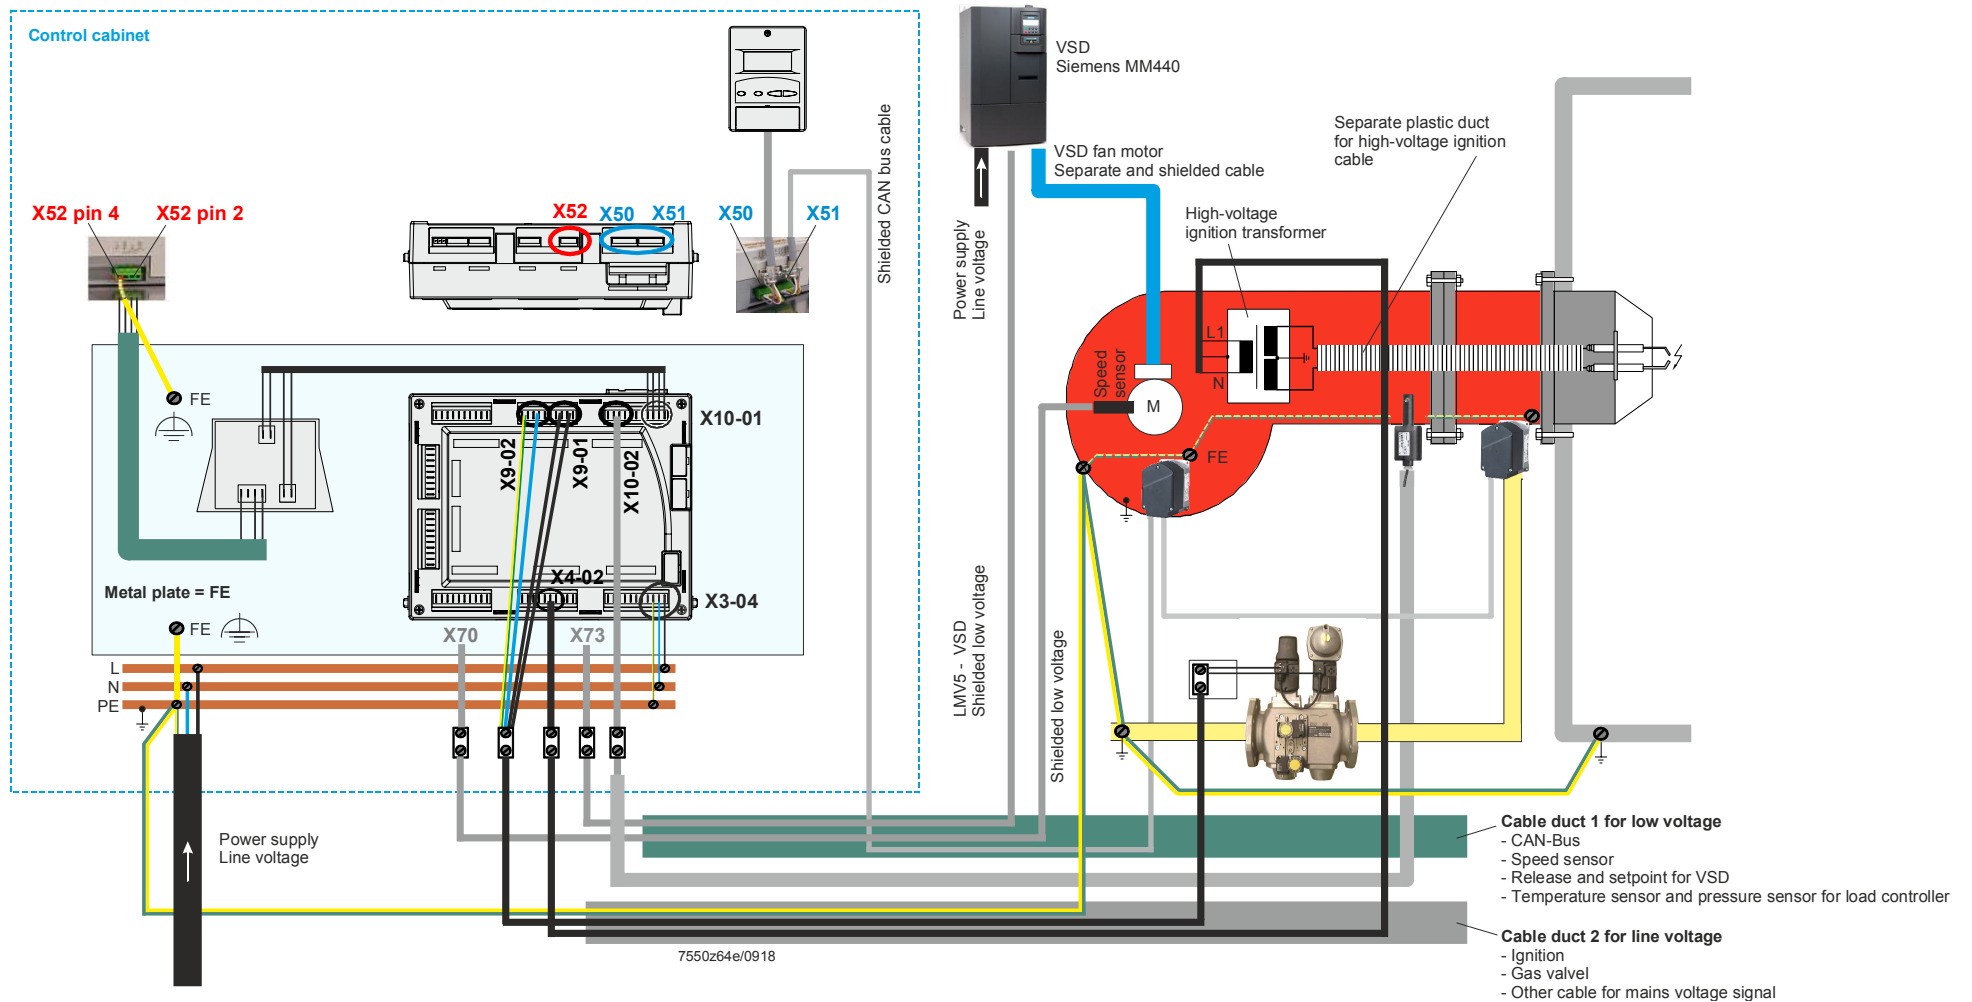 Control cabinet
VSD
Siemens MM440
Shielded CAN bus cable
Separate plastic duct
for high-voltage ignition
cable
VSD fan motor
Separate and shielded cable
X52 pin 4
X52 pin 2
X52
X50
X51
X50
X51
High-voltage
ignition transformer
Power supply
Line voltage
L1
N
Speed
sensor
M
FE
FE
X10-01
X9-02
X9-01
X10-02
X4-02
X3-04
Metal plate = FE
FE
X70
X73
L
N
PE
LMV5 - VSD
Shielded low voltage
Shielded low voltage
Power supply
Line voltage
Cable duct 1 for low voltage
- CAN-Bus
- Speed sensor
- Release and setpoint for VSD
- Temperature sensor and pressure sensor for load controller
Cable duct 2 for line voltage
- Ignition
- Gas valvel
- Other cable for mains voltage signal
7550z64e/0918